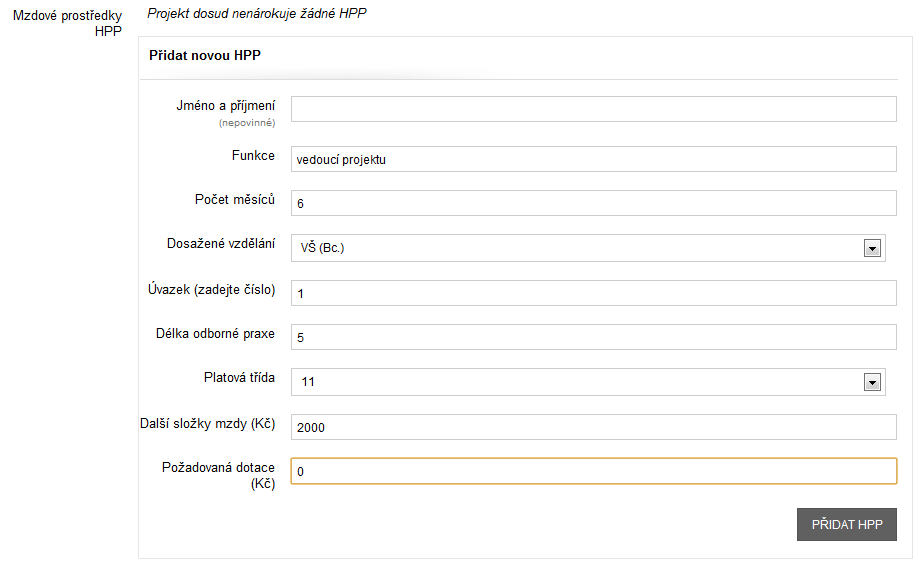 Mzdové prostředky
HPP
Projekt dosud nenárokuje žádné HPP
Přidat novou HPP
Jméno a příjmení
(nepovinné)
Funkce
vedoucí projektu
Počet měsíců
6
Dosažené vzdělání
VŠ (Bc.)
Úvazek (zadejte číslo)
1
Délka odborné praxe
5
Platová třída
11
Další složky mzdy (Kč)
2000
Požadovaná dotace
(Kč)
0
PŘIDAT HPP